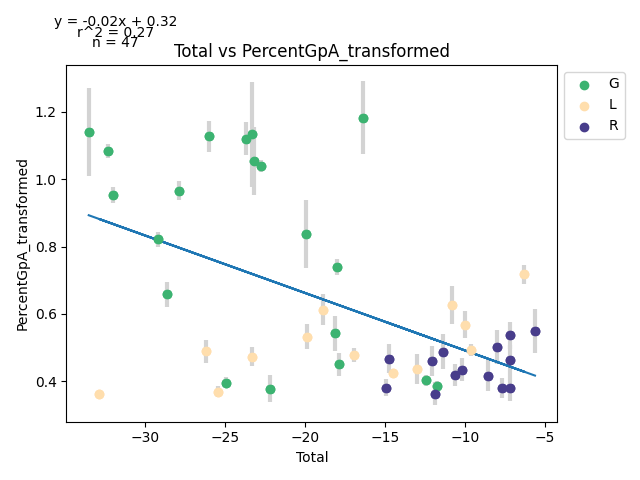 y = -0.02x + 0.32
r^2 = 0.27
n = 47
Total vs PercentGpA_transformed
G
L
R
PercentGpA_transformed
1.2
1.0
0.8
0.6
0.4
−30
−25
−20
−15
−10
−5
Total